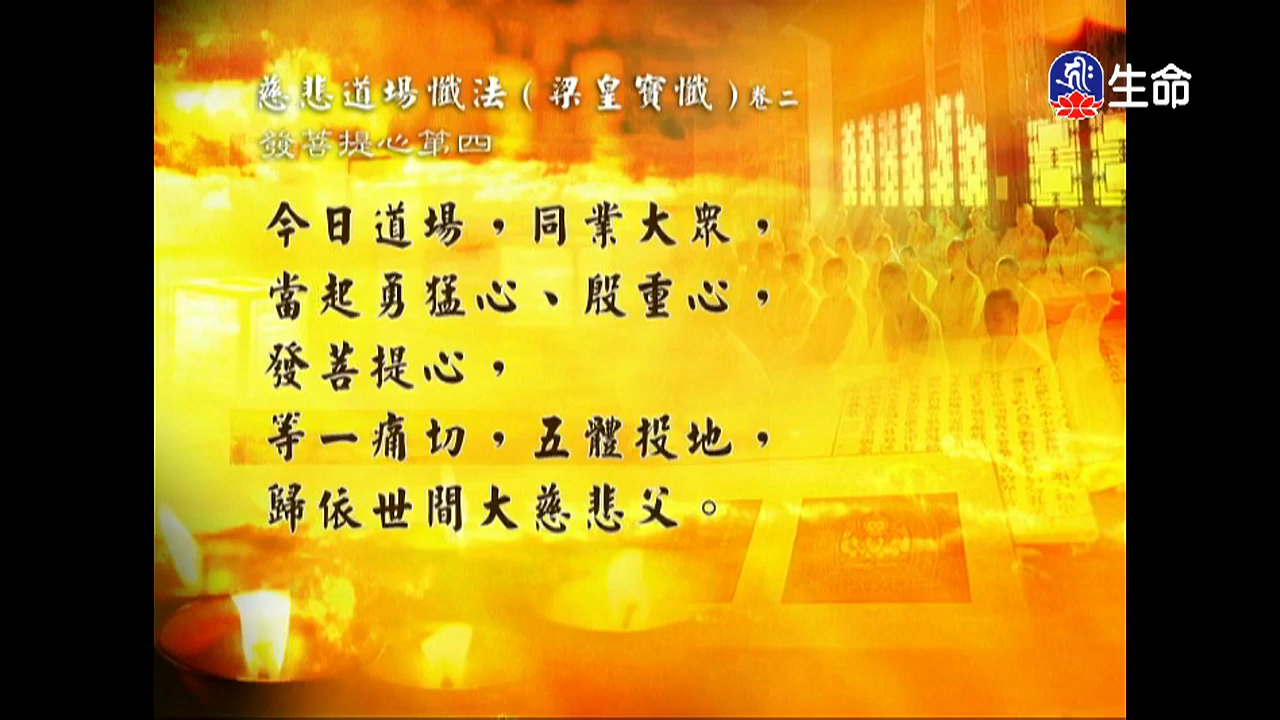 慈悲道場懺法(梁皇寶懺)卷二
生命
發菩提心第四
今日道場，同業大眾，
當起勇猛心、殷重心，
發菩提心，
等一痛切，五體投地，
歸依世間大慈悲父。